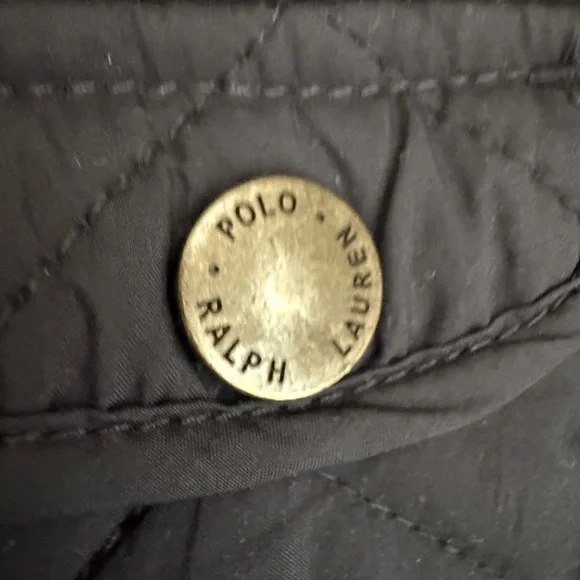 POLO · RALPH LAUREN ·